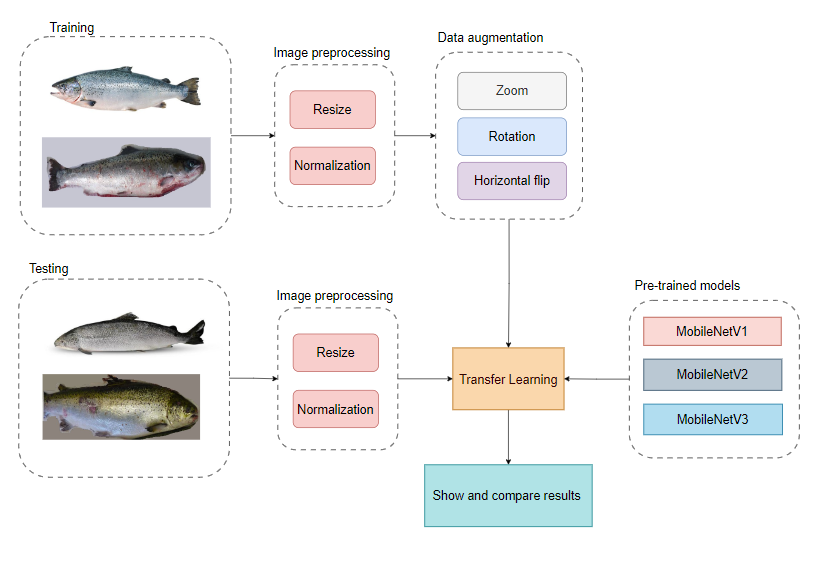 Training
Image preprocessing
Resize
Normalization
Data augmentation
Zoom
Rotation
Horizontal flip
Testing
Image preprocessing
Resize
Normalization
Transfer Learning
Pre-trained models
MobileNetV1
MobileNetV2
MobileNetV3
Show and compare results